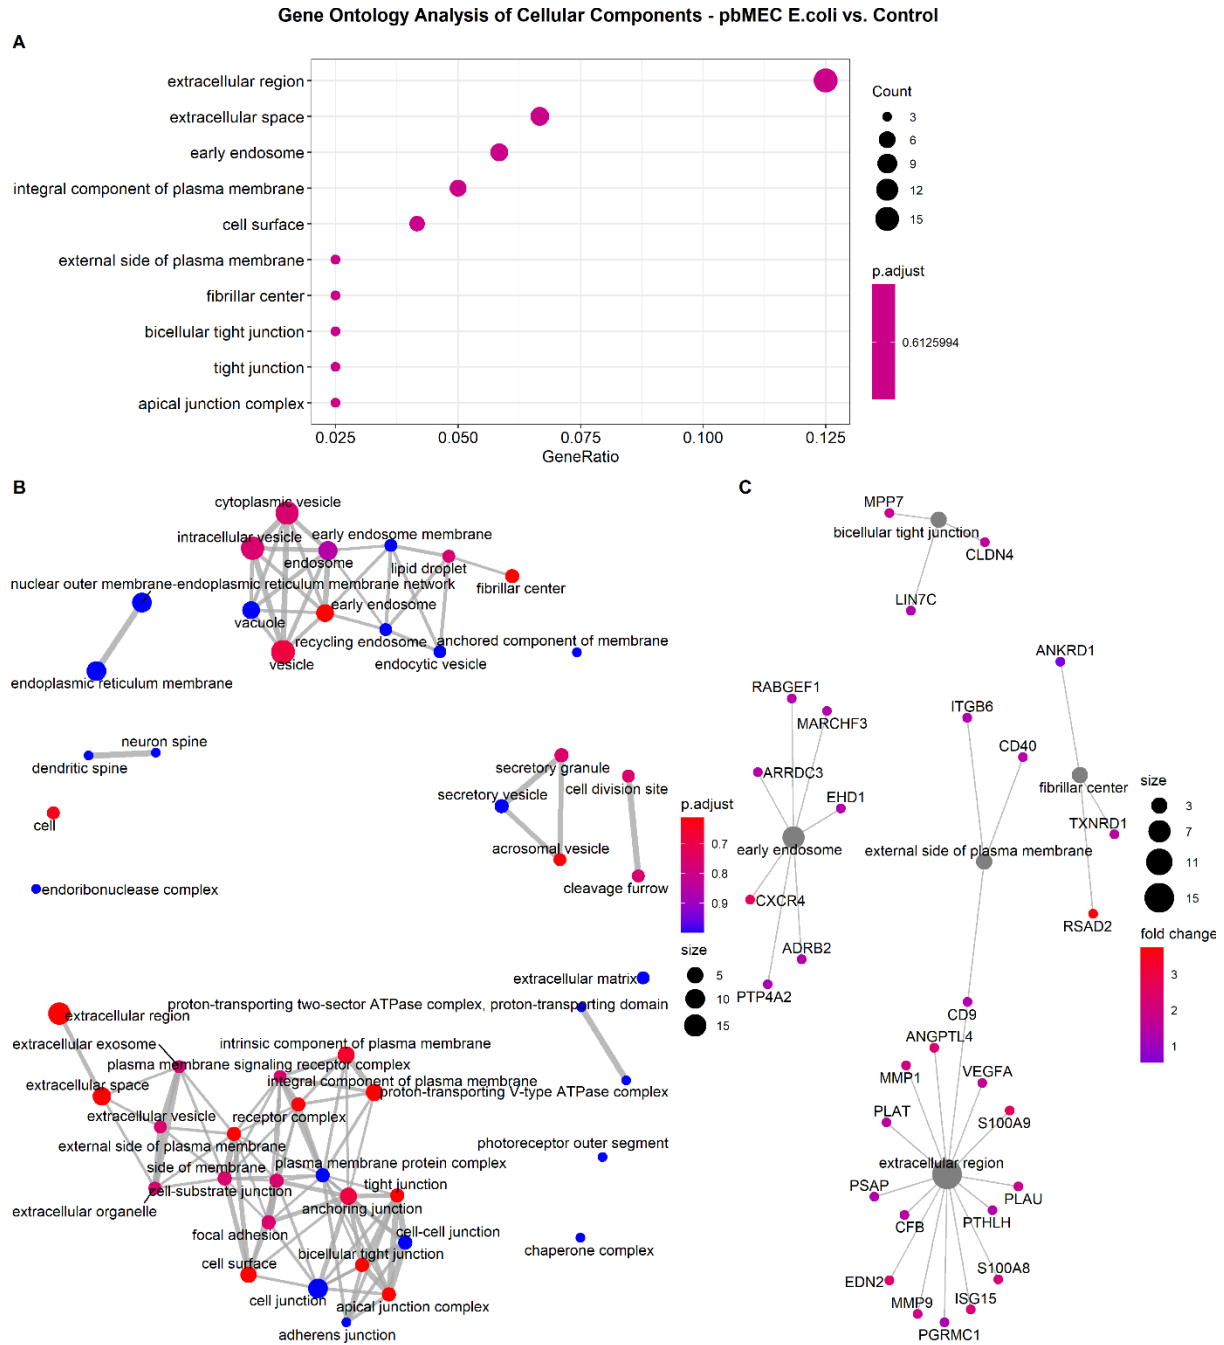 Gene Ontology Analysis of Cellular Components - pbMEC E.coli vs. Control
A
extracellular region
extracellular space
early endosome
integral component of plasma membrane
cell surface
external side of plasma membrane
fibrillar center
bicellular tight junction
tight junction
apical junction complex
0.025
0.050
0.075
0.100
0.125
GeneRatio
Count
3
6
9
12
15
p.adjust
0.6125994
B
cytoplasmic vesicle
intracellular vesicle
early endosome membrane
endosome
lipid droplet
nuclear outer membrane-endoplasmic reticulum membrane network
fibrillar center
early endosome
vacuole
recycling endosome
anchored component of membrane
vesicle
endocytic vesicle
endoplasmic reticulum membrane
neuron spine
dendritic spine
secretory granule
cell division site
secretory vesicle
cell
acrosomal vesicle
cleavage furrow
endoribonuclease complex
extracellular matrix
proton-transporting two-sector ATPase complex, proton-transporting domain
extracellular region
extracellular exosome
intrinsic component of plasma membrane
plasma membrane signaling receptor complex
integral component of plasma membrane
extracellular space
proton-transporting V-type ATPase complex
extracellular vesicle
receptor complex
external side of plasma membrane
photoreceptor outer segment
side of membrane
plasma membrane protein complex
cell-substrate junction
tight junction
anchoring junction
extracellular organelle
focal adhesion
cell-cell junction
bicellular tight junction
chaperone complex
cell surface
cell junction
apical junction complex
adherens junction
p.adjust
0.7
0.8
0.9
size
5
10
15
C
MPP7
bicellular tight junction
CLDN4
LIN7C
ANKRD1
RABGEF1
MARCHF3
ITGB6
CD40
ARRDC3
fibrillar center
EHD1
TXNRD1
early endosome
external side of plasma membrane
CXCR4
RSAD2
ADRB2
PTP4A2
CD9
ANGPTL4
MMP1
VEGFA
PLAT
S100A9
extracellular region
PSAP
PLAU
CFB
PTHLH
S100A8
EDN2
MMP9
ISG15
PGRMC1
size
3
7
11
15
fold change
3
2
1